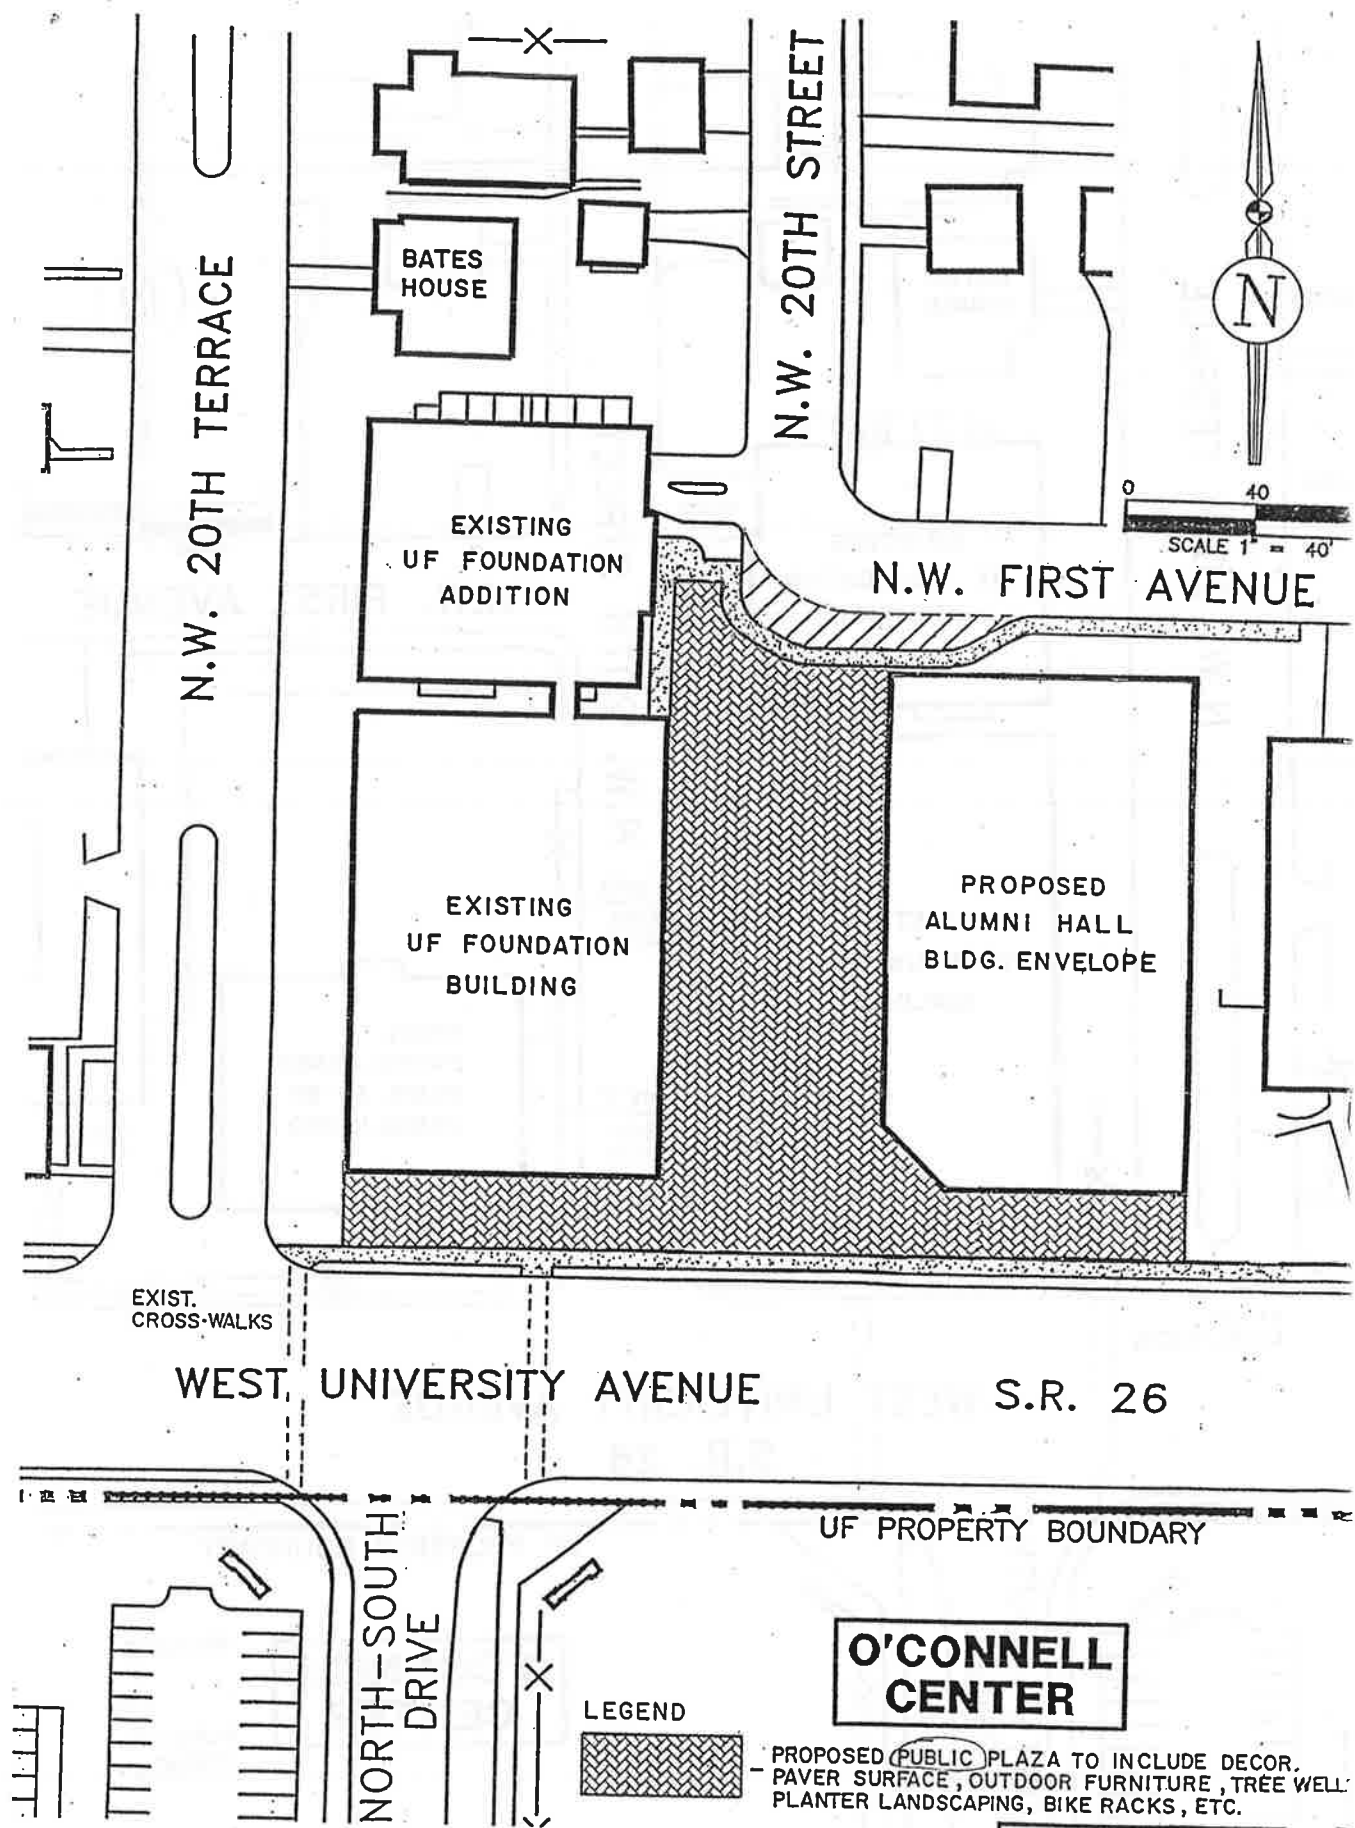 N.W. 20TH STREET
BATES
HOUSE
N.W. 20TH TERRACE
N
0 40
SCALE 1" = 40'
EXISTING
UF FOUNDATION
ADDITION
N.W. FIRST AVENUE
EXISTING
UF FOUNDATION
BUILDING
PROPOSED
ALUMNI HALL
BLDG. ENVELOPE
EXIST.
CROSS-WALKS
WEST UNIVERSITY AVENUE
S.R. 26
UF PROPERTY BOUNDARY
NORTH-SOUTH
DRIVE
O'CONNELL
CENTER
LEGEND
- PROPOSED PUBLIC PLAZA TO INCLUDE DECOR.
PAVER SURFACE, OUTDOOR FURNITURE, TREE WELL
PLANTER LANDSCAPING, BIKE RACKS, ETC.